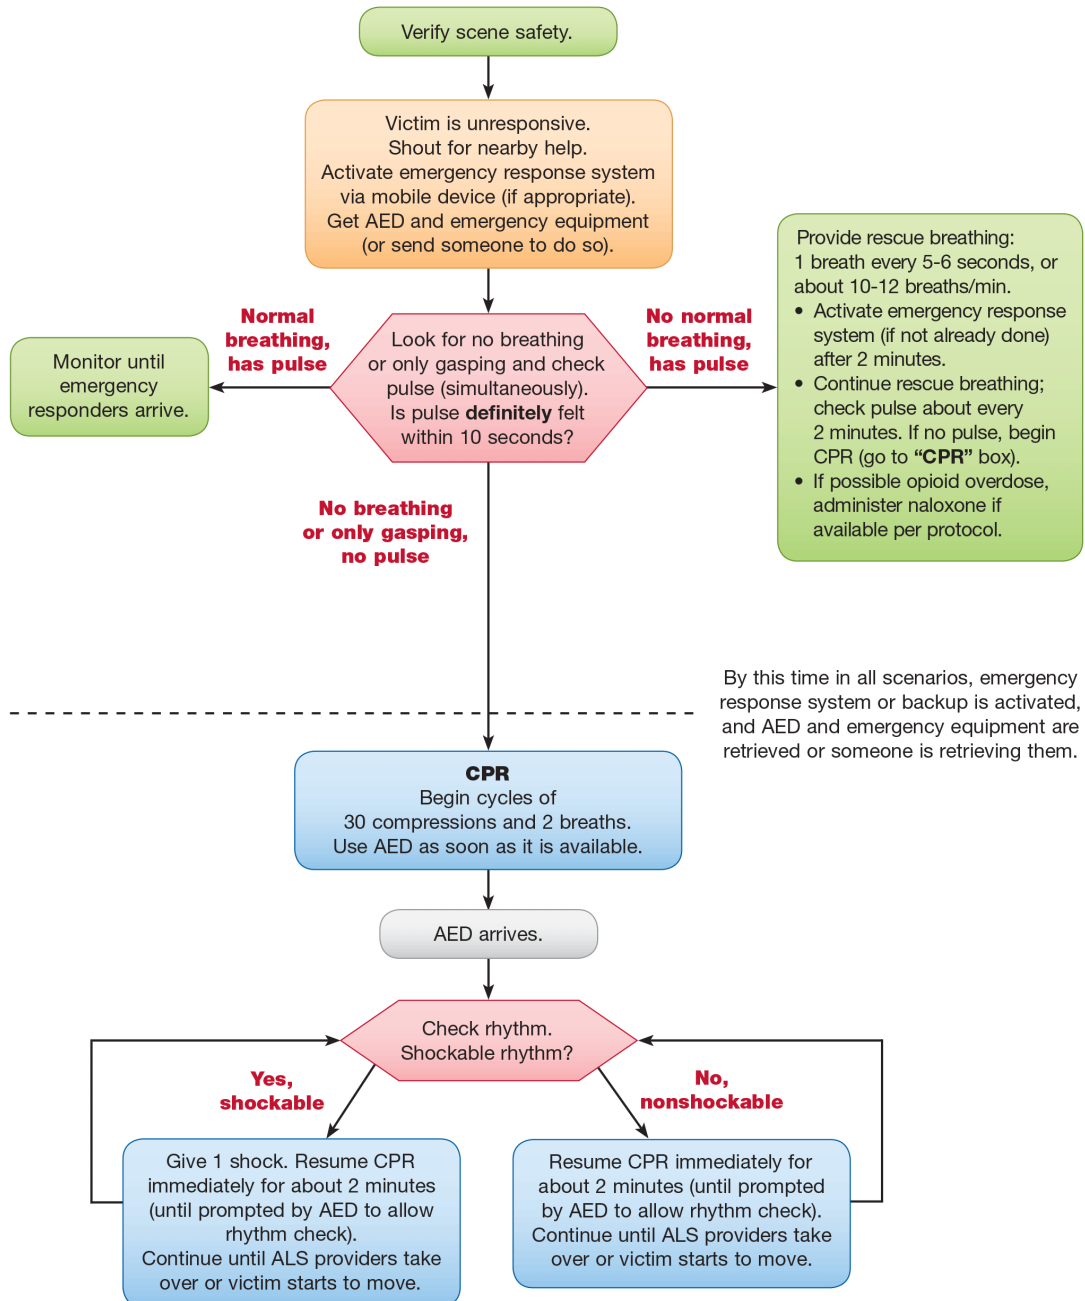 Verify scene safety.
Victim is unresponsive.
Shout for nearby help.
Activate emergency response system
via mobile device (if appropriate).
Get AED and emergency equipment
(or send someone to do so).
Normal
breathing,
has pulse
Monitor until
emergency
responders arrive.
Look for no breathing
or only gasping and check
pulse (simultaneously).
Is pulse definitely felt
within 10 seconds?
No normal
breathing,
has pulse
Provide rescue breathing:
1 breath every 5-6 seconds, or
about 10-12 breaths/min.
• Activate emergency response
system (if not already done)
after 2 minutes.
• Continue rescue breathing;
check pulse about every
2 minutes. If no pulse, begin
CPR (go to “CPR” box).
• If possible opioid overdose,
administer naloxone if
available per protocol.
No breathing
or only gasping,
no pulse
By this time in all scenarios, emergency
response system or backup is activated,
and AED and emergency equipment are
retrieved or someone is retrieving them.
CPR
Begin cycles of
30 compressions and 2 breaths.
Use AED as soon as it is available.
AED arrives.
Check rhythm.
Shockable rhythm?
Yes,
shockable
No,
nonshockable
Give 1 shock. Resume CPR
immediately for about 2 minutes
(until prompted by AED to allow
rhythm check).
Continue until ALS providers take
over or victim starts to move.
Resume CPR immediately for
about 2 minutes (until prompted
by AED to allow rhythm check).
Continue until ALS providers take
over or victim starts to move.